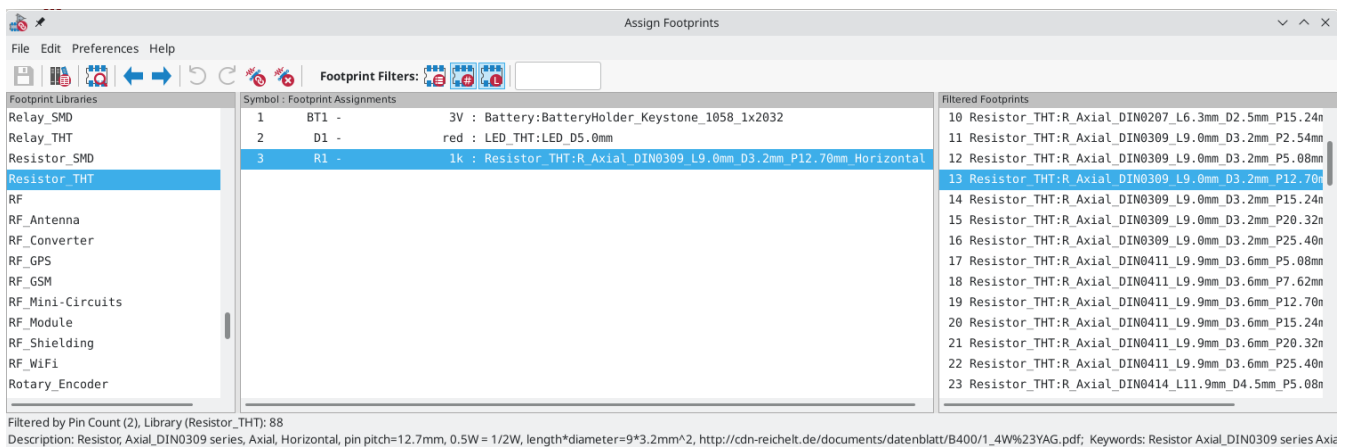 Assign Footprints
File Edit Preferences Help
Footprint Filters:
Footprint Libraries
Relay_SMD
Relay_THT
Resistor_SMD
Resistor_THT
RF
RF_Antenna
RF_Converter
RF_GPS
RF_GSM
RF_Mini-Circuits
RF_Module
RF_Shielding
RF_WiFi
Rotary_Encoder
Symbol : Footprint Assignments
1 BT1 - 3V : Battery:BatteryHolder_Keystone_1058_1x2032
2 D1 - red : LED_THT:LED_D5.0mm
3 R1 - 1k : Resistor_THT:R_Axial_DIN0309_L9.0mm_D3.2mm_P12.70mm_Horizontal
Filtered Footprints
10 Resistor_THT:R_Axial_DIN0207_L6.3mm_D2.5mm_P15.24m
11 Resistor_THT:R_Axial_DIN0309_L9.0mm_D3.2mm_P2.54mm
12 Resistor_THT:R_Axial_DIN0309_L9.0mm_D3.2mm_P5.08mm
13 Resistor_THT:R_Axial_DIN0309_L9.0mm_D3.2mm_P12.70m
14 Resistor_THT:R_Axial_DIN0309_L9.0mm_D3.2mm_P15.24m
15 Resistor_THT:R_Axial_DIN0309_L9.0mm_D3.2mm_P20.32m
16 Resistor_THT:R_Axial_DIN0309_L9.0mm_D3.2mm_P25.40m
17 Resistor_THT:R_Axial_DIN0411_L9.9mm_D3.6mm_P5.08mm
18 Resistor_THT:R_Axial_DIN0411_L9.9mm_D3.6mm_P7.62mm
19 Resistor_THT:R_Axial_DIN0411_L9.9mm_D3.6mm_P12.70m
20 Resistor_THT:R_Axial_DIN0411_L9.9mm_D3.6mm_P15.24m
21 Resistor_THT:R_Axial_DIN0411_L9.9mm_D3.6mm_P20.32m
22 Resistor_THT:R_Axial_DIN0411_L9.9mm_D3.6mm_P25.40m
23 Resistor_THT:R_Axial_DIN0414_L11.9mm_D4.5mm_P5.08m
Filtered by Pin Count (2), Library (Resistor_THT): 88
Description: Resistor, Axial_DIN0309 series, Axial, Horizontal, pin pitch=12.7mm, 0.5W = 1/2W, length*diameter=9*3.2mm^2, http://cdn-reichelt.de/documents/datenblatt/B400/1_4W%23YAG.pdf; Keywords: Resistor Axial_DIN0309 series Axia